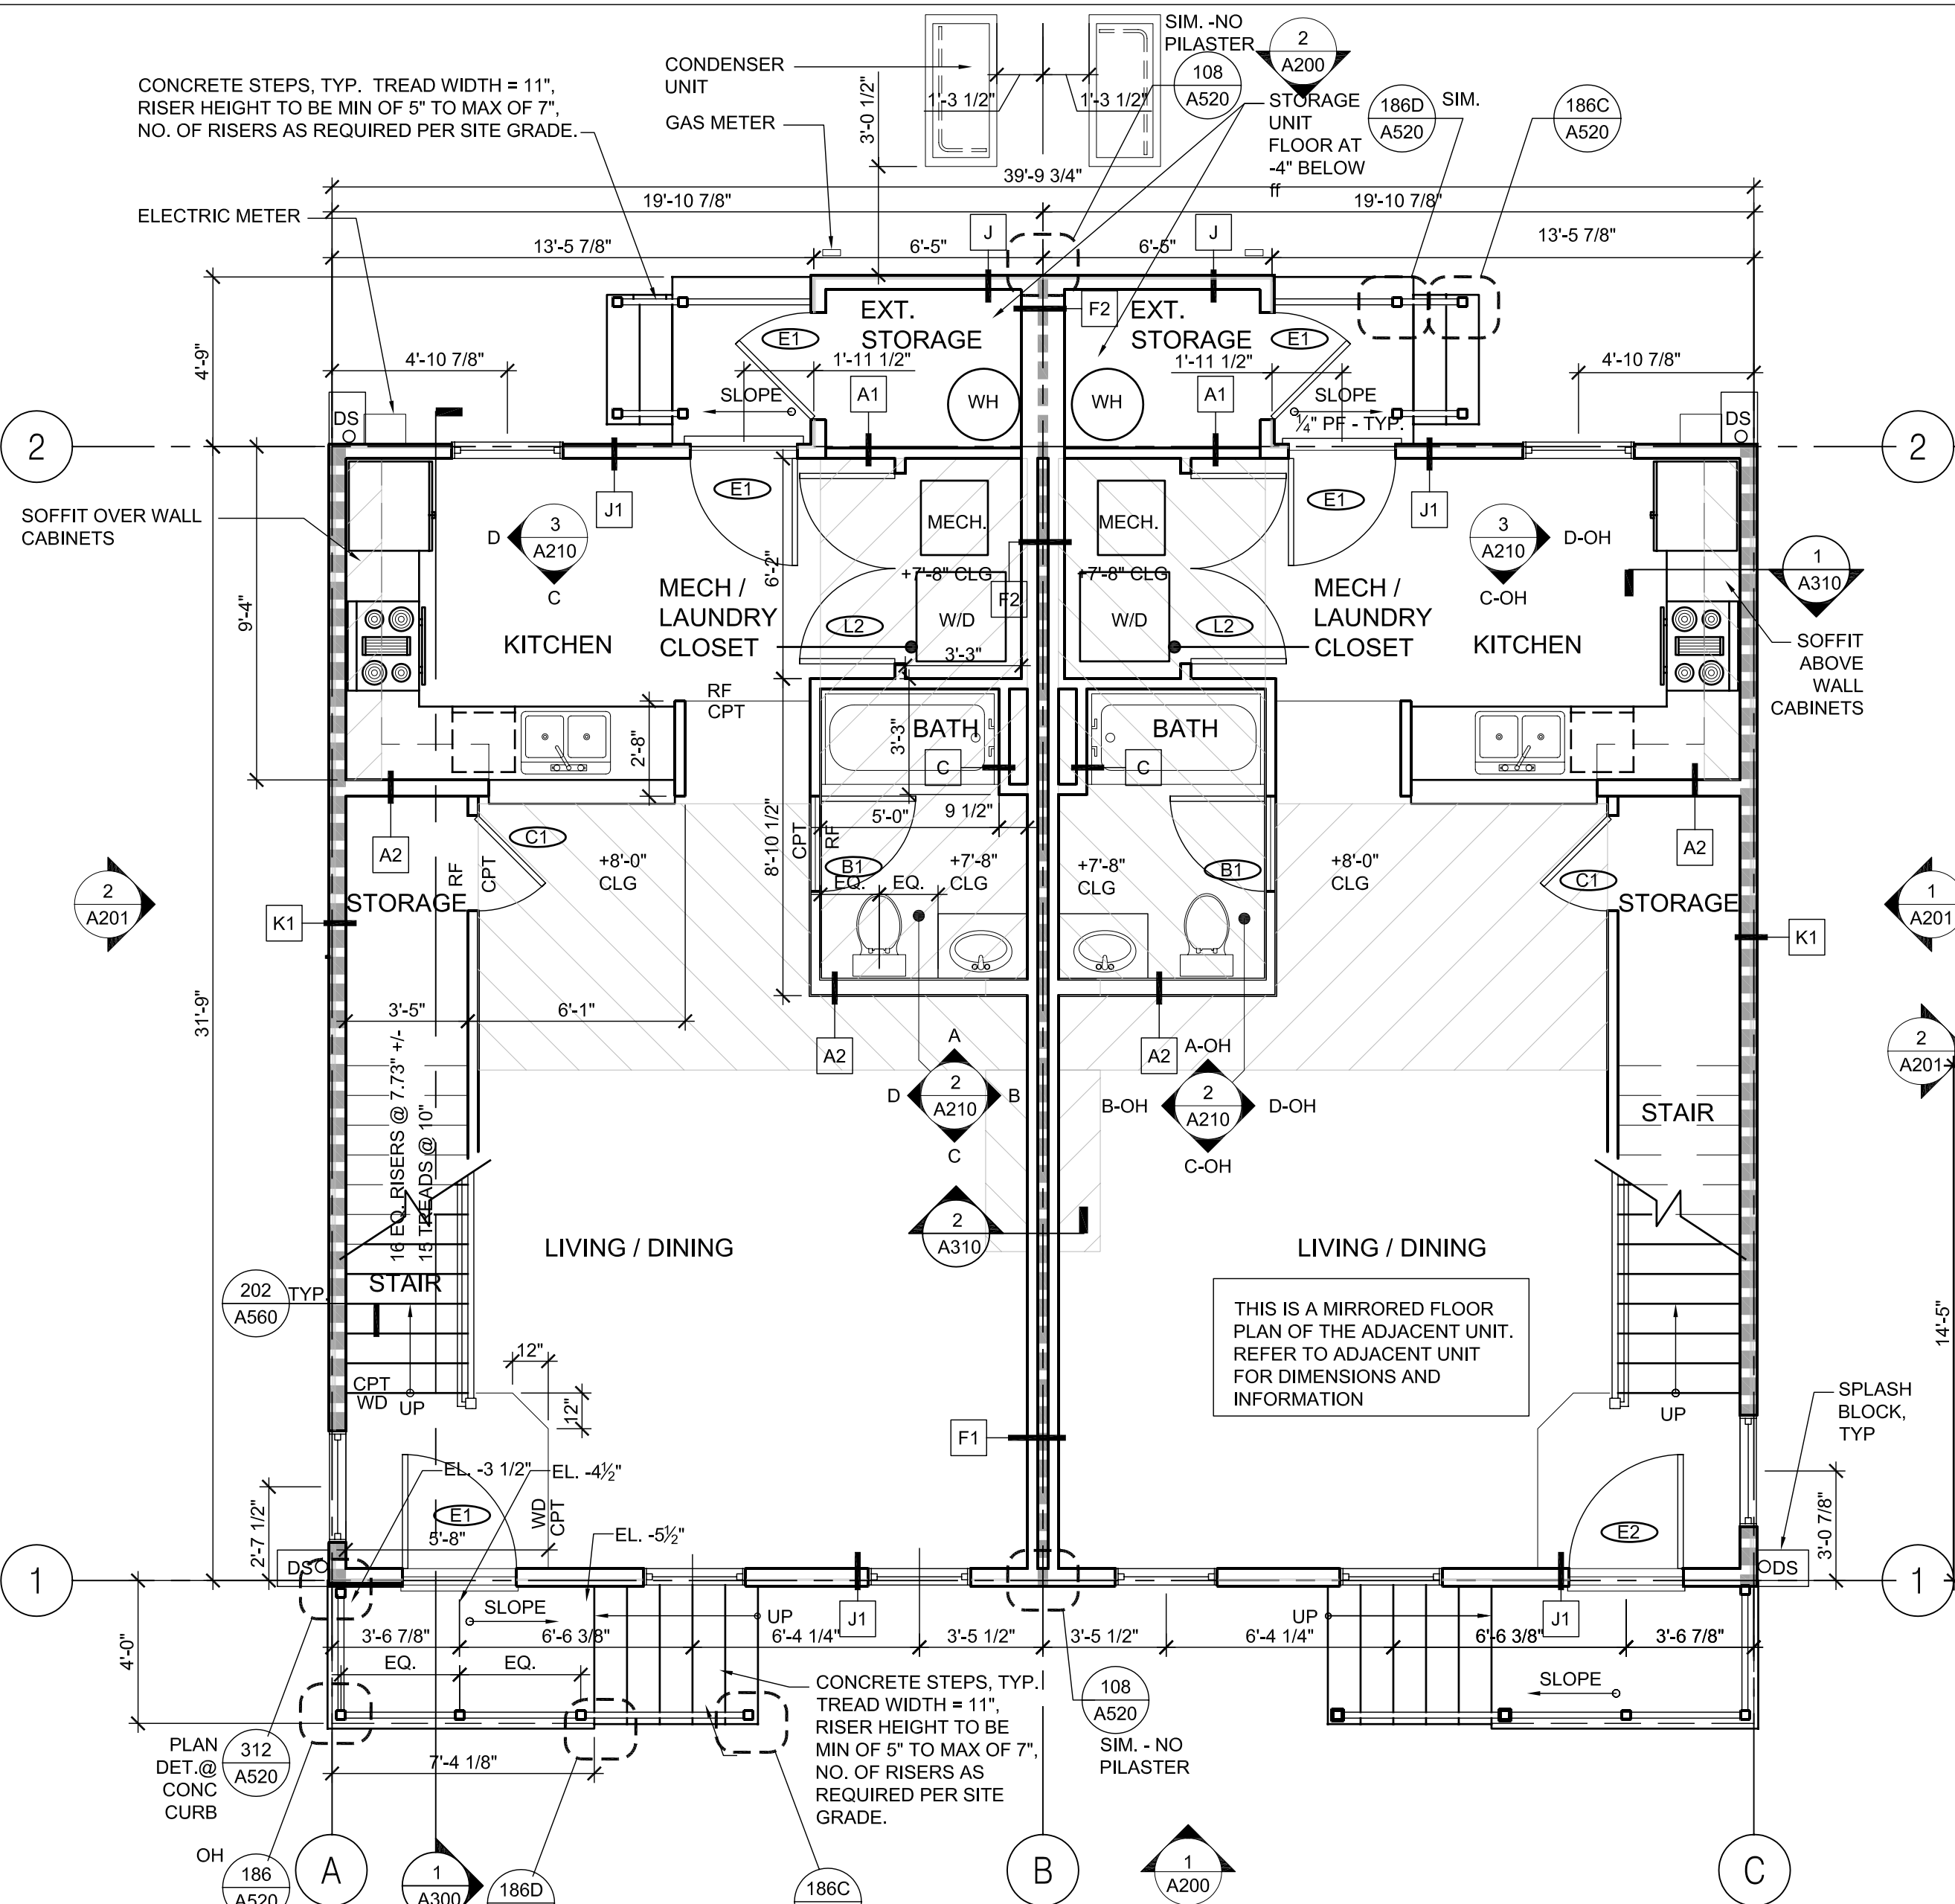 CONCRETE STEPS, TYP. TREAD WIDTH = 11",
RISER HEIGHT TO BE MIN OF 5" TO MAX OF 7",
NO. OF RISERS AS REQUIRED PER SITE GRADE.
CONDENSER
UNIT
GAS METER
ELECTRIC METER
3'-0 1/2"
1'-3 1/2"
1'-3 1/2"
SIM. -NO
PILASTER
108
A520
2
A200
STORAGE
UNIT
FLOOR AT
-4" BELOW
ff
186D
A520
SIM.
186C
A520
39'-9 3/4"
19'-10 7/8"
19'-10 7/8"
13'-5 7/8"
6'-5"
J
6'-5"
J
13'-5 7/8"
4'-9"
EXT.
STORAGE
F2
EXT.
STORAGE
E1
E1
4'-10 7/8"
1'-11 1/2"
1'-11 1/2"
4'-10 7/8"
SLOPE
A1
WH
WH
A1
SLOPE
1/4" PF - TYP.
DS
DS
2
2
SOFFIT OVER WALL
CABINETS
D
3
A210
C
J1
E1
MECH.
MECH.
E1
J1
3
A210
D-OH
C-OH
1
A310
9'-4"
6'-2"
+7'-8" CLG
+7'-8" CLG
F2
MECH /
LAUNDRY
CLOSET
MECH /
LAUNDRY
CLOSET
KITCHEN
KITCHEN
L2
W/D
W/D
L2
3'-3"
SOFFIT
ABOVE
WALL
CABINETS
RF
CPT
2'-8"
3'-3"
BATH
BATH
C
C
5'-0"
9 1/2"
8'-10 1/2"
CPT
RF
A2
C1
+8'-0"
CLG
B1
EQ.
EQ.
+7'-8"
CLG
+7'-8"
CLG
B1
+8'-0"
CLG
C1
A2
RF
CPT
STORAGE
STORAGE
2
A201
K1
K1
1
A201
31'-9"
3'-5"
6'-1"
A2
A2
A
D
2
A210
B
C
A-OH
B-OH
2
A210
D-OH
C-OH
2
A201
16 EQ. RISERS @ 7.73" +/-
15 TREADS @ 10"
STAIR
2
A310
LIVING / DINING
LIVING / DINING
STAIR
202
A560
TYP.
THIS IS A MIRRORED FLOOR
PLAN OF THE ADJACENT UNIT.
REFER TO ADJACENT UNIT
FOR DIMENSIONS AND
INFORMATION
14'-5"
12"
12"
CPT
WD
UP
UP
SPLASH
BLOCK,
TYP
F1
EL. -3 1/2"
EL. -4 1/2"
2'-7 1/2"
E1
5'-8"
WD
CPT
EL. -5 1/2"
E2
3'-0 7/8"
DS
DS
1
1
SLOPE
UP
J1
UP
J1
3'-6 7/8"
6'-6 3/8"
6'-4 1/4"
3'-5 1/2"
3'-5 1/2"
6'-4 1/4"
6'-6 3/8"
3'-6 7/8"
4'-0"
EQ.
EQ.
SLOPE
CONCRETE STEPS, TYP.
TREAD WIDTH = 11",
RISER HEIGHT TO BE
MIN OF 5" TO MAX OF 7",
NO. OF RISERS AS
REQUIRED PER SITE
GRADE.
108
A520
SIM. - NO
PILASTER
PLAN
DET.@
CONC
CURB
312
A520
7'-4 1/8"
OH
186
A520
A
1
A300
186D
186C
B
1
A200
C